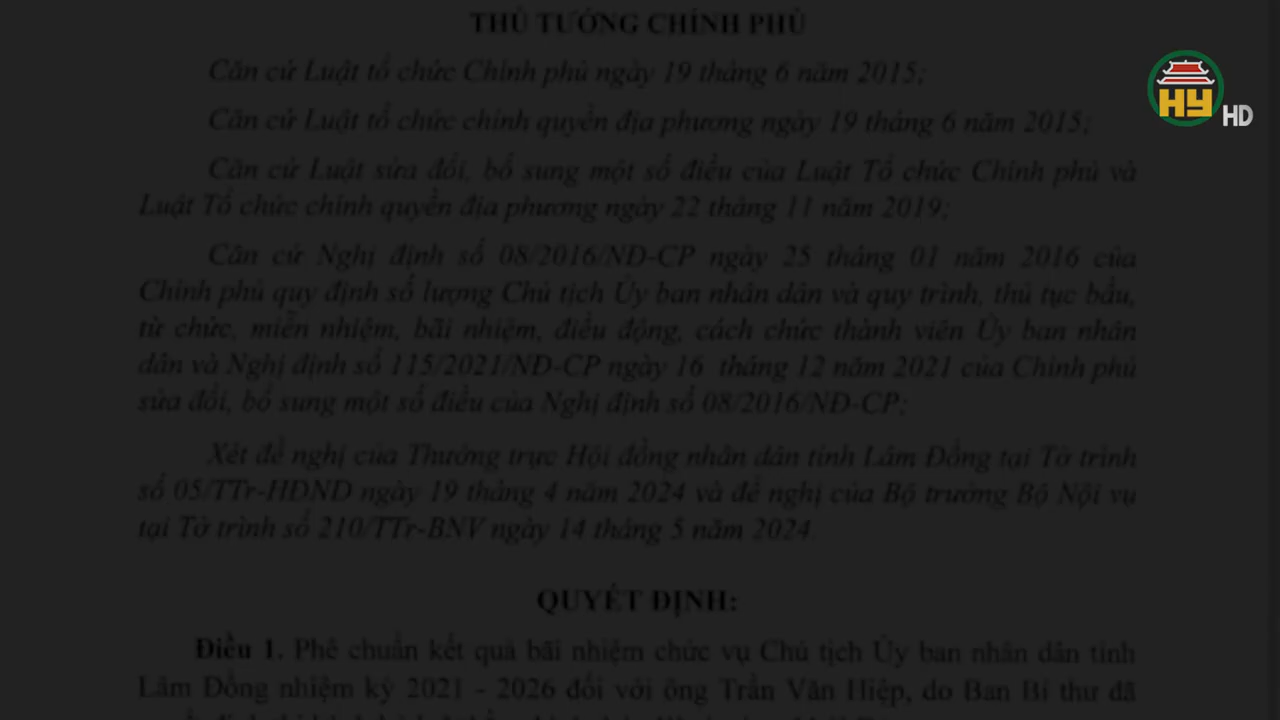 THỦ TƯỚNG CHÍNH PHỦ
Căn cứ Luật tổ chức Chính phủ ngày 19 tháng 6 năm 2015;
HY
HD
Căn cứ Luật tổ chức chính quyền địa phương ngày 19 tháng 6 năm 2015;
Căn cứ Luật sửa đổi, bổ sung một số điều của Luật Tổ chức Chính phủ và
Luật Tổ chức chính quyền địa phương ngày 22 tháng 11 năm 2019;
Căn cứ Nghị định số 08/2016/NĐ-CP ngày 25 tháng 01 năm 2016 của
Chính phủ quy định số lượng Chủ tịch Ủy ban nhân dân và quy trình, thủ tục bầu,
từ chức, miễn nhiệm, bãi nhiệm, điều động, cách chức thành viên Ủy ban nhân
dân và Nghị định số 115/2021/NĐ-CP ngày 16 tháng 12 năm 2021 của Chính phủ
sửa đổi, bổ sung một số điều của Nghị định số 08/2016/NĐ-CP;
Xét đề nghị của Thường trực Hội đồng nhân dân tỉnh Lâm Đồng tại Tờ trình
số 05/TTr-HĐND ngày 19 tháng 4 năm 2024 và đề nghị của Bộ trưởng Bộ Nội vụ
tại Tờ trình số 210/TTr-BNV ngày 14 tháng 5 năm 2024.
QUYẾT ĐỊNH:
Điều 1. Phê chuẩn kết quả bãi nhiệm chức vụ Chủ tịch Ủy ban nhân dân tỉnh
Lâm Đồng nhiệm kỳ 2021 - 2026 đối với ông Trần Văn Hiệp, do Ban Bí thư đã